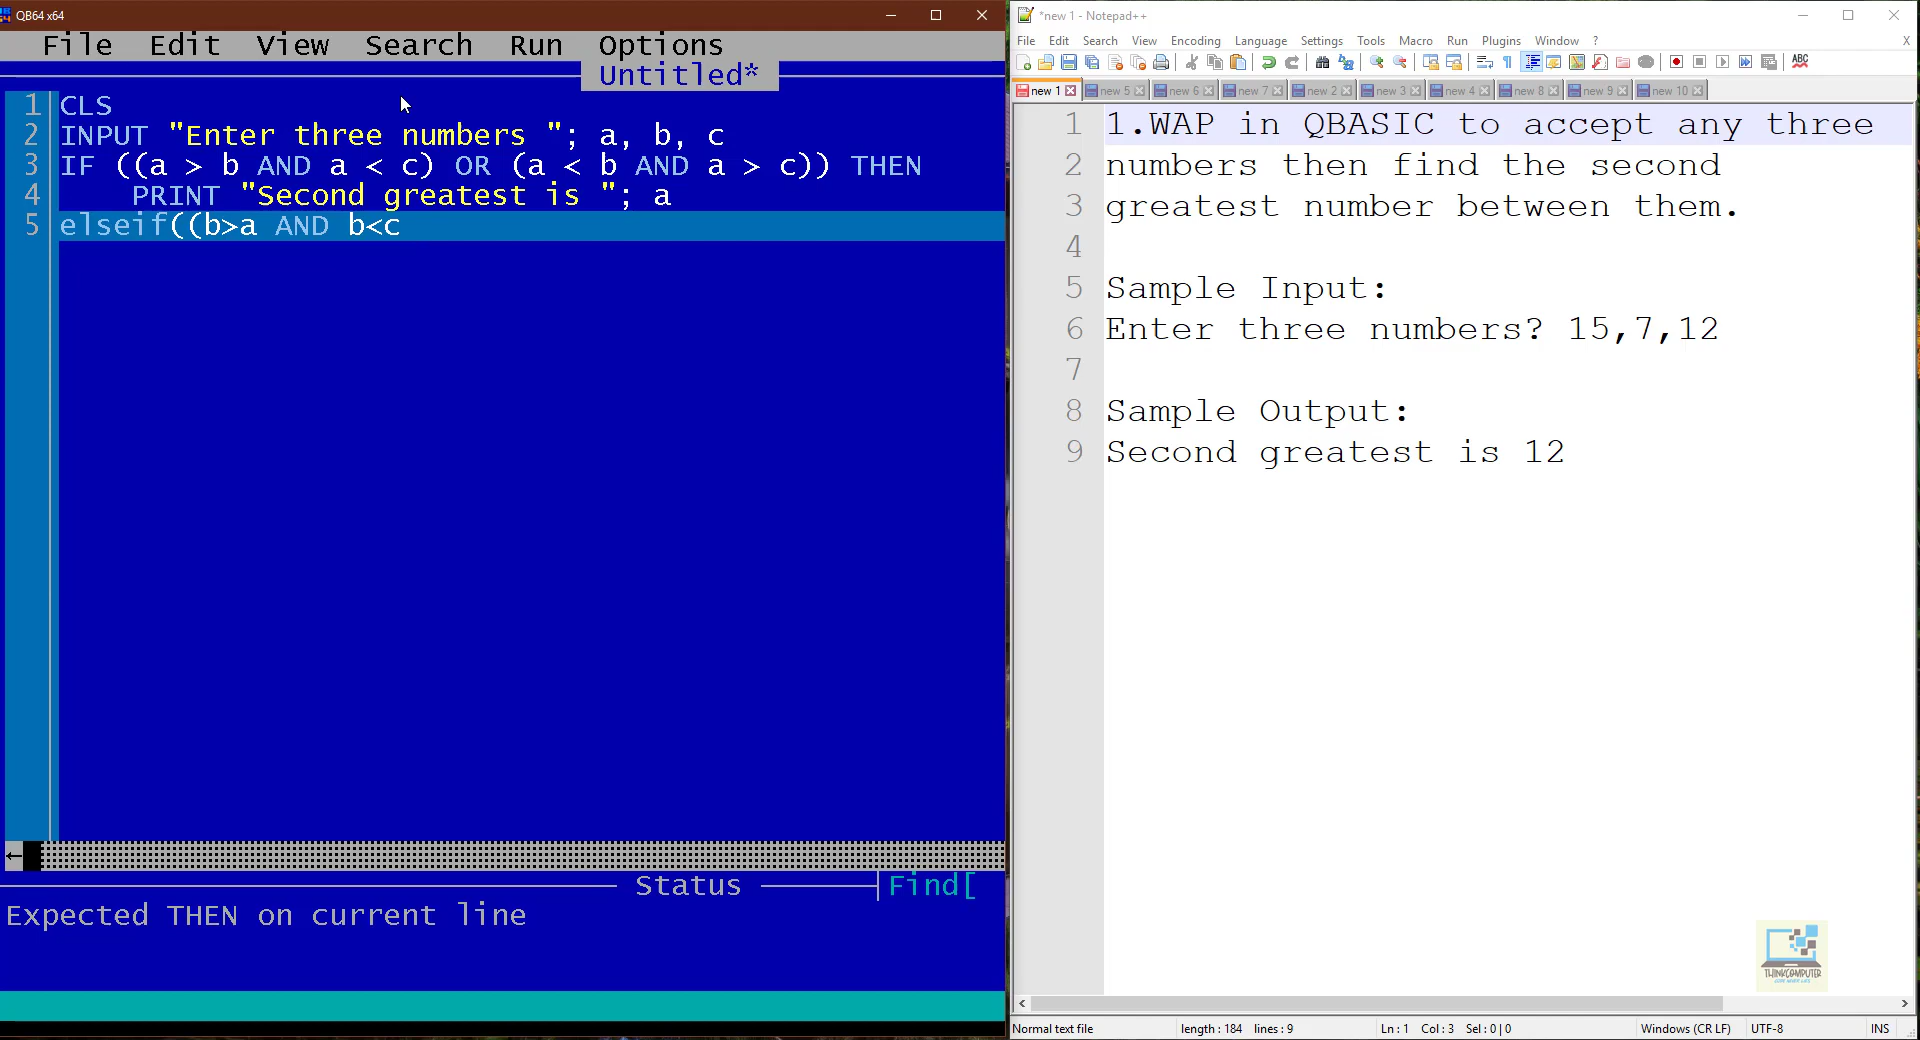 QB64 x64
File Edit View Search Run Options
Untitled*
1 CLS
2 INPUT "Enter three numbers "; a, b, c
3 IF ((a > b AND a < c) OR (a < b AND a > c)) THEN
4 PRINT "Second greatest is "; a
5 elseif((b>a AND b<c
Status
Find[
Expected THEN on current line
*new 1 - Notepad++
File Edit Search View Encoding Language Settings Tools Macro Run Plugins Window ? X
ABC
new 1 new 5 new 6 new 7 new 2 new 3 new 4 new 8 new 9 new 10
1 1.WAP in QBASIC to accept any three
2 numbers then find the second
3 greatest number between them.
4
5 Sample Input:
6 Enter three numbers? 15,7,12
7
8 Sample Output:
9 Second greatest is 12
THINKCOMPUTER
Normal text file length : 184 lines : 9 Ln : 1 Col : 3 Sel : 0 | 0 Windows (CR LF) UTF-8 INS